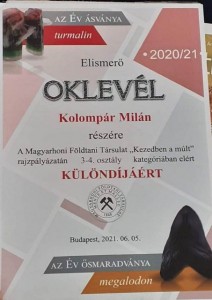 AZ ÉV ÁSVÁNYA
turmalin
• 2020/21
Elismerő
OKLEVÉL
Kolompár Milán
részére
A Magyarhoni Földtani Társulat „Kezedben a múlt”
rajzpályázatán 3-4. osztály kategóriában elért
KÜLÖNDÍJÁÉRT
Budapest, 2021. 06. 05.
AZ ÉV ŐSMARADVÁNYA
megalodon